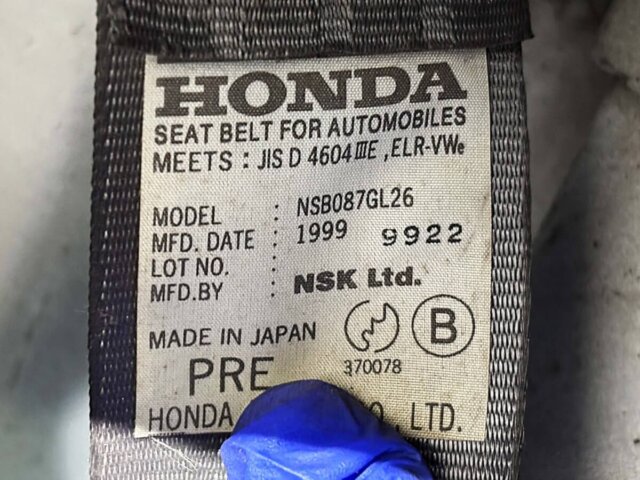 HONDA
SEAT BELT FOR AUTOMOBILES
MEETS : JIS D 4604 IIIE , ELR-VWe
MODEL : NSB087GL26
MFD. DATE : 1999 9922
LOT NO. :
MFD.BY : NSK Ltd.
MADE IN JAPAN B
PRE 370078
HONDA CO., LTD.